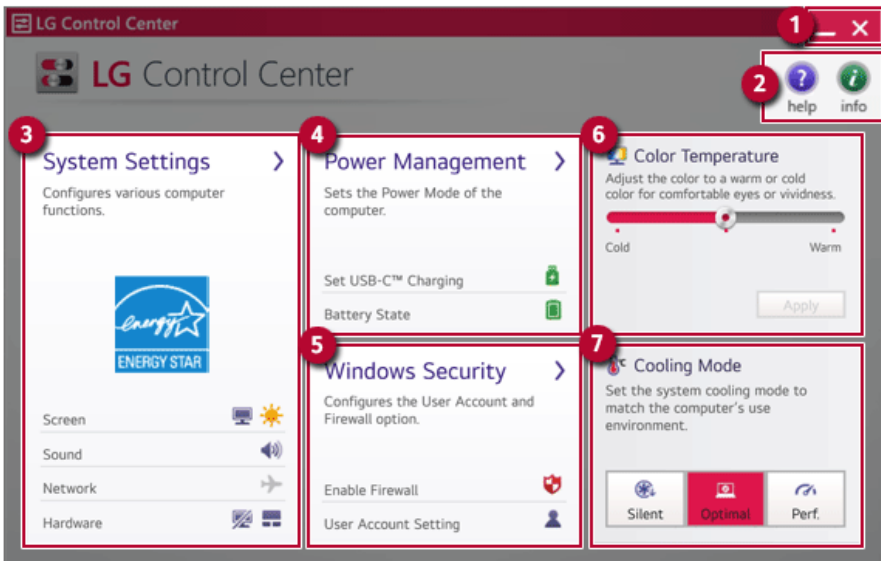 LG Control Center
1
LG Control Center
2
help
info
3
System Settings
Configures various computer
functions.
energy
ENERGY STAR
Screen
Sound
Network
Hardware
4
Power Management
Sets the Power Mode of the
computer.
Set USB-C™ Charging
Battery State
5
Windows Security
Configures the User Account and
Firewall option.
Enable Firewall
User Account Setting
6
Color Temperature
Adjust the color to a warm or cold
color for comfortable eyes or vividness.
Cold
Warm
Apply
7
°C Cooling Mode
Set the system cooling mode to
match the computer's use
environment.
Silent
Optimal
Perf.